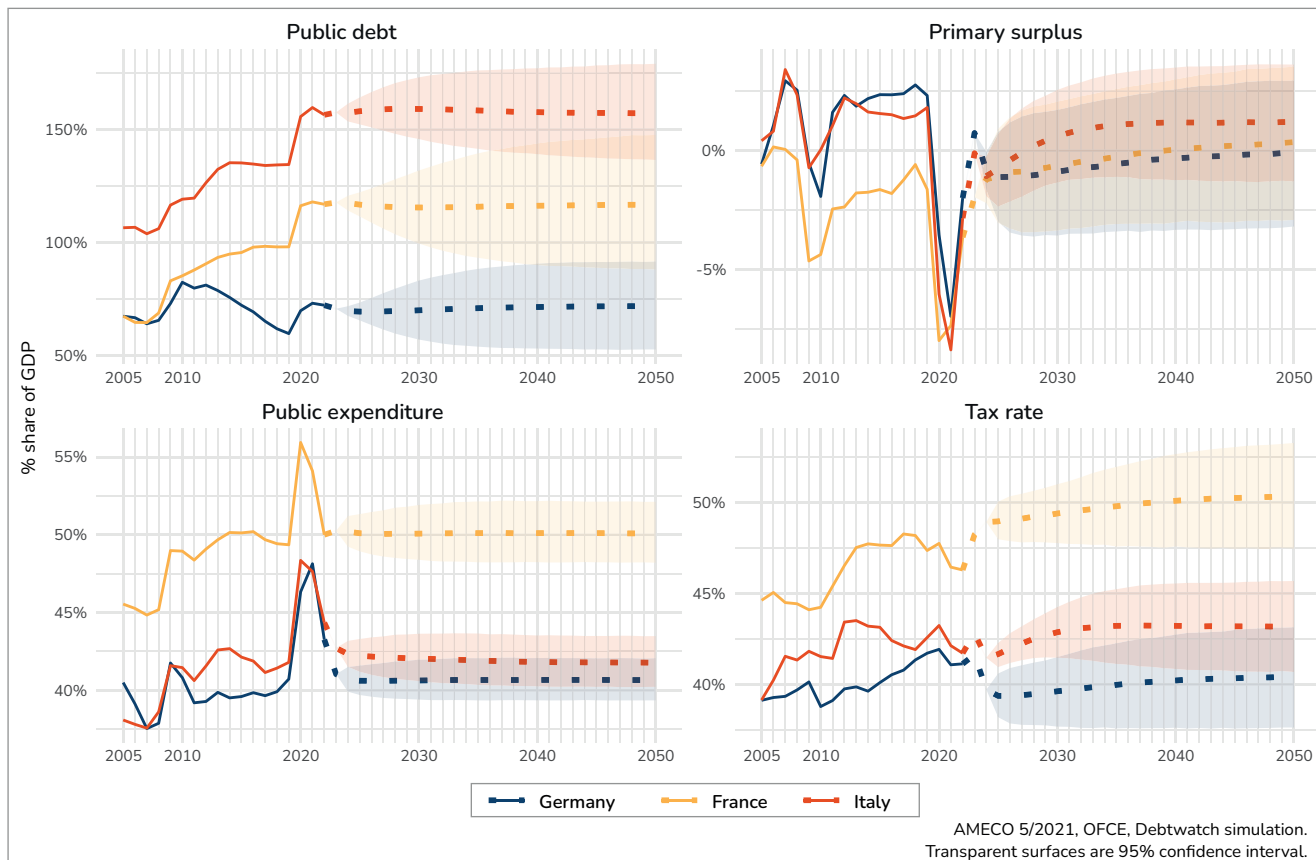 Public debt
Primary surplus
150%
100%
50%
0%
-5%
2005 2010 2020 2030 2040 2050
2005 2010 2020 2030 2040 2050
% share of GDP
Public expenditure
Tax rate
55%
50%
45%
40%
50%
45%
40%
2005 2010 2020 2030 2040 2050
2005 2010 2020 2030 2040 2050
Germany France Italy
AMECO 5/2021, OFCE, Debtwatch simulation.
Transparent surfaces are 95% confidence interval.